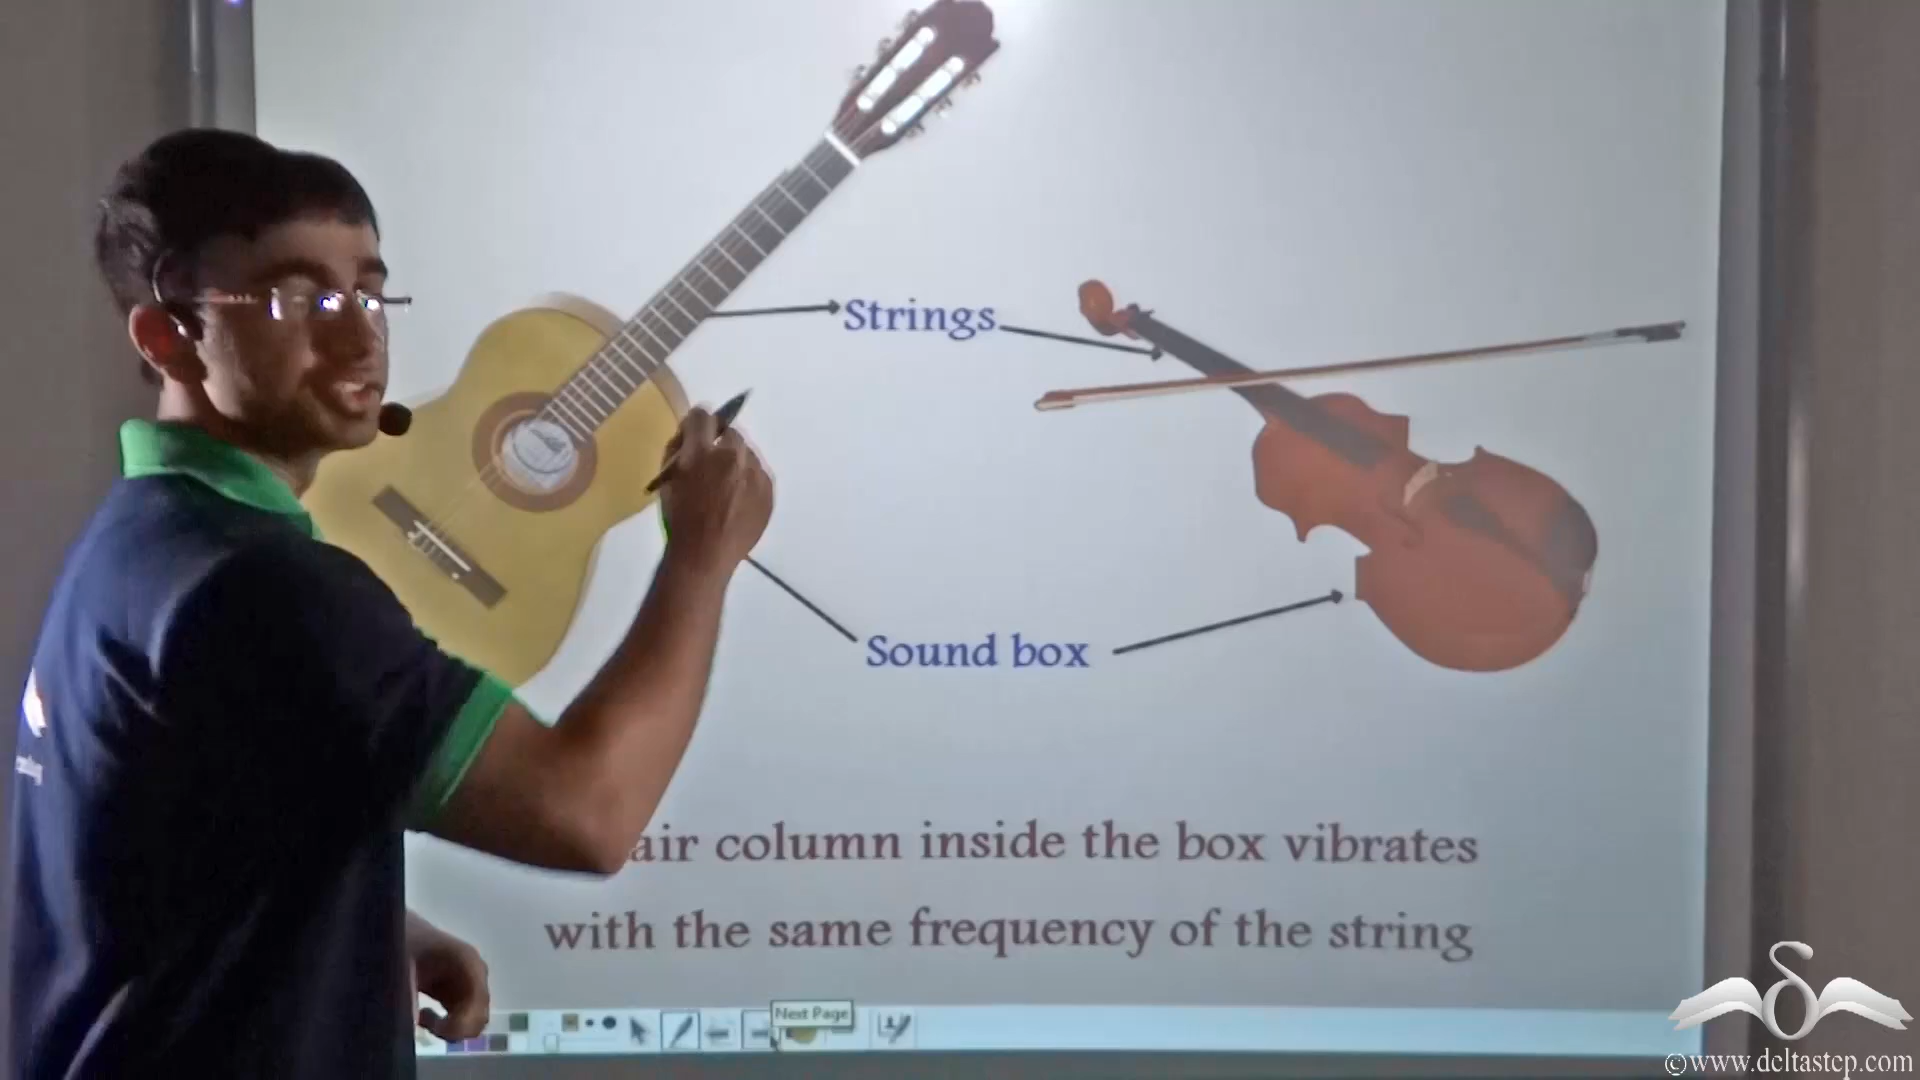 Strings
Sound box
air column inside the box vibrates
with the same frequency of the string
Next Page
©www.deltastep.com